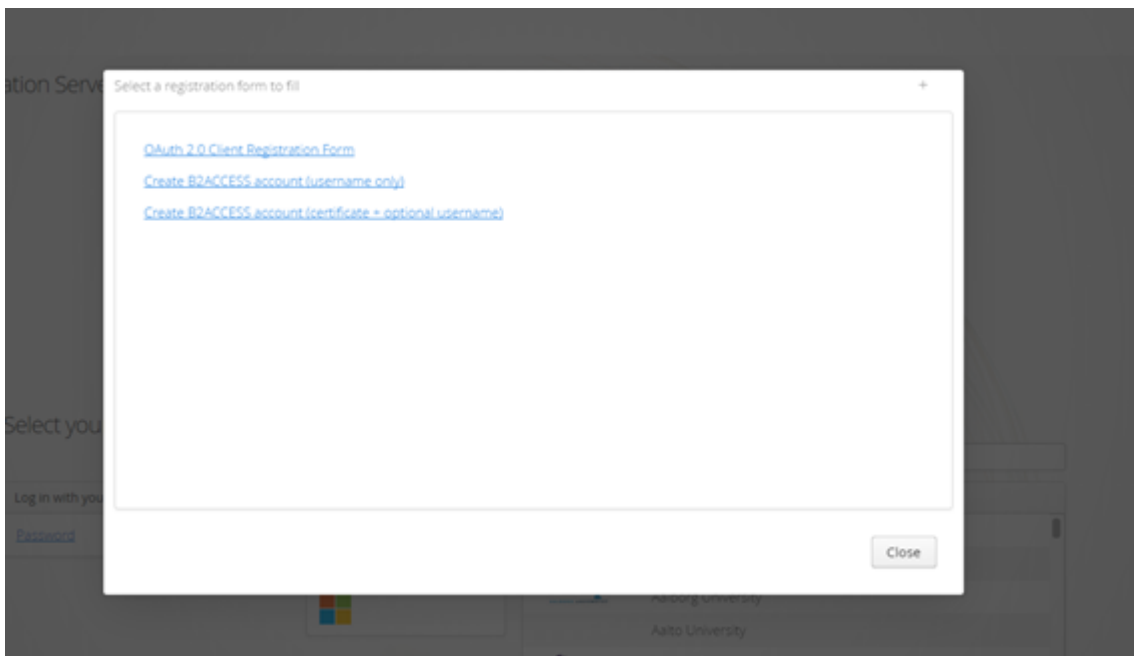 ation Serve
Select a registration form to fill
+
OAuth 2.0 Client Registration Form
Create B2ACCESS account (username only)
Create B2ACCESS account (certificate + optional username)
Select you
Log in with you
Password
Close
Aalborg University
Aalto University